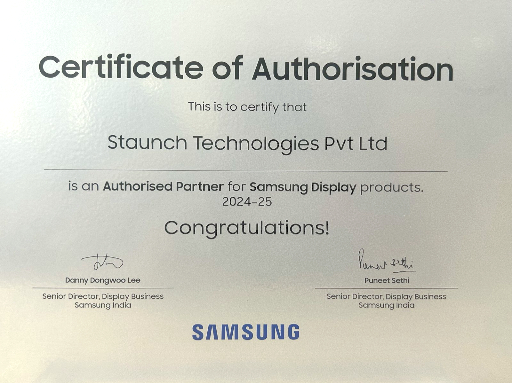 Certificate of Authorisation
This is to certify that
Staunch Technologies Pvt Ltd
is an Authorised Partner for Samsung Display products.
2024-25
Congratulations!
Danny Dongwoo Lee
Senior Director, Display Business
Samsung India
Puneet Sethi
Puneet Sethi
Senior Director, Display Business
Samsung India
SAMSUNG